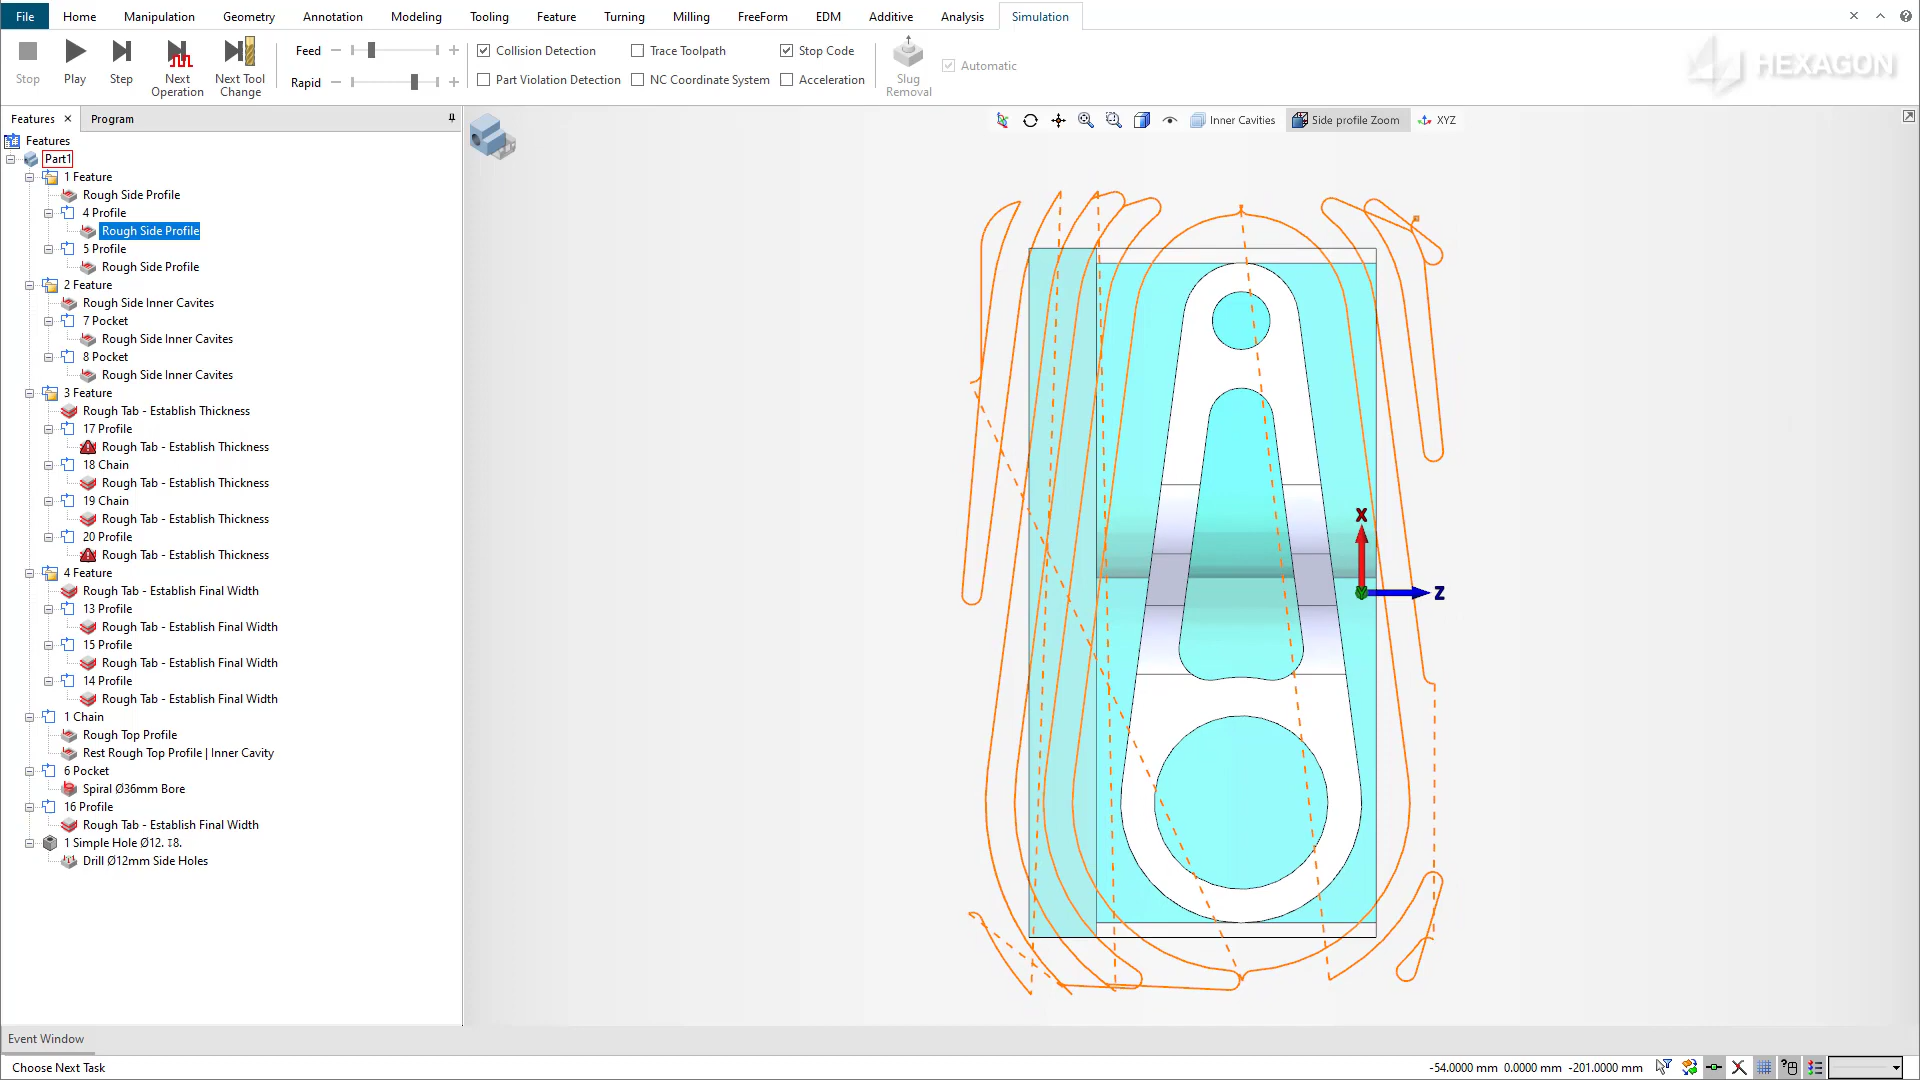 File Home Manipulation Geometry Annotation Modeling Tooling Feature Turning Milling FreeForm EDM Additive Analysis Simulation
Stop Play Step Next Operation Next Tool Change
Feed
Rapid
Collision Detection Trace Toolpath Stop Code
Part Violation Detection NC Coordinate System Acceleration
Slug Removal
Automatic
HEXAGON
Features Program
Inner Cavities Side profile Zoom XYZ
Features
Part1
1 Feature
Rough Side Profile
4 Profile
Rough Side Profile
5 Profile
Rough Side Profile
2 Feature
Rough Side Inner Cavites
7 Pocket
Rough Side Inner Cavites
8 Pocket
Rough Side Inner Cavites
3 Feature
Rough Tab - Establish Thickness
17 Profile
Rough Tab - Establish Thickness
18 Chain
Rough Tab - Establish Thickness
19 Chain
Rough Tab - Establish Thickness
20 Profile
Rough Tab - Establish Thickness
4 Feature
Rough Tab - Establish Final Width
13 Profile
Rough Tab - Establish Final Width
15 Profile
Rough Tab - Establish Final Width
14 Profile
Rough Tab - Establish Final Width
1 Chain
Rough Top Profile
Rest Rough Top Profile | Inner Cavity
6 Pocket
Spiral Ø36mm Bore
16 Profile
Rough Tab - Establish Final Width
1 Simple Hole Ø12. ↧8.
Drill Ø12mm Side Holes
X
Z
Event Window
Choose Next Task
-54.0000 mm 0.0000 mm -201.0000 mm